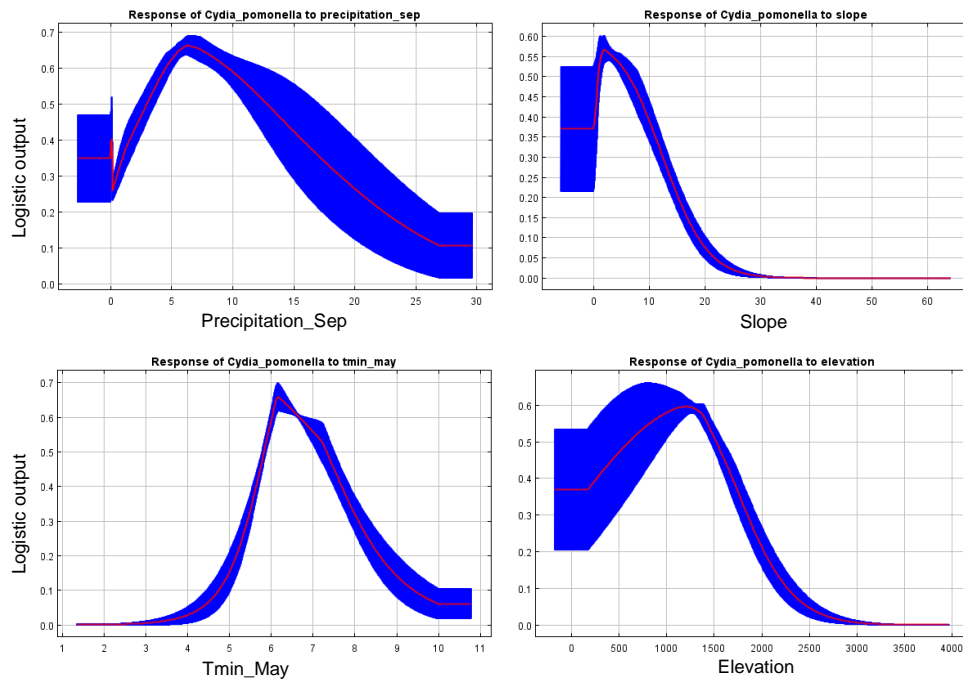 Response of Cydia_pomonella to precipitation_sep
Logistic output
0.7
0.6
0.5
0.4
0.3
0.2
0.1
0.0
0 5 10 15 20 25 30
Precipitation_Sep
Response of Cydia_pomonella to slope
0.60
0.55
0.50
0.45
0.40
0.35
0.30
0.25
0.20
0.15
0.10
0.05
0.00
0 10 20 30 40 50 60
Slope
Response of Cydia_pomonella to tmin_may
Logistic output
0.7
0.6
0.5
0.4
0.3
0.2
0.1
0.0
1 2 3 4 5 6 7 8 9 10 11
Tmin_May
Response of Cydia_pomonella to elevation
0.6
0.5
0.4
0.3
0.2
0.1
0.0
0 500 1000 1500 2000 2500 3000 3500 4000
Elevation